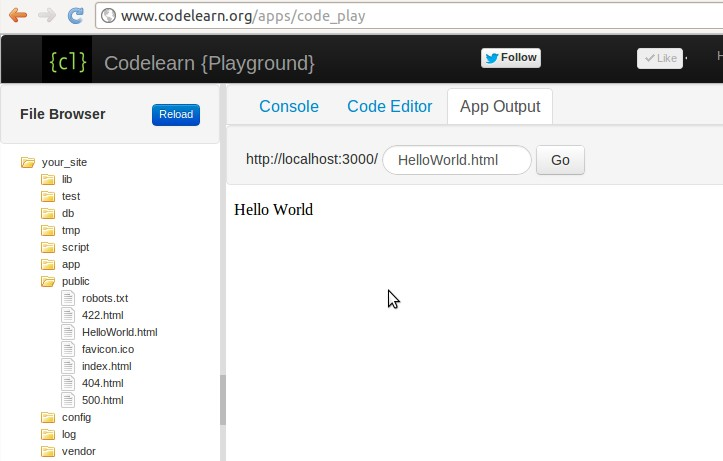 www.codelearn.org/apps/code_play
{cl} Codelearn {Playground} Follow Like H
File Browser Reload
Console Code Editor App Output
http://localhost:3000/ HelloWorld.html Go
your_site
lib
test
db
tmp
script
app
public
robots.txt
422.html
HelloWorld.html
favicon.ico
index.html
404.html
500.html
config
log
vendor
Hello World